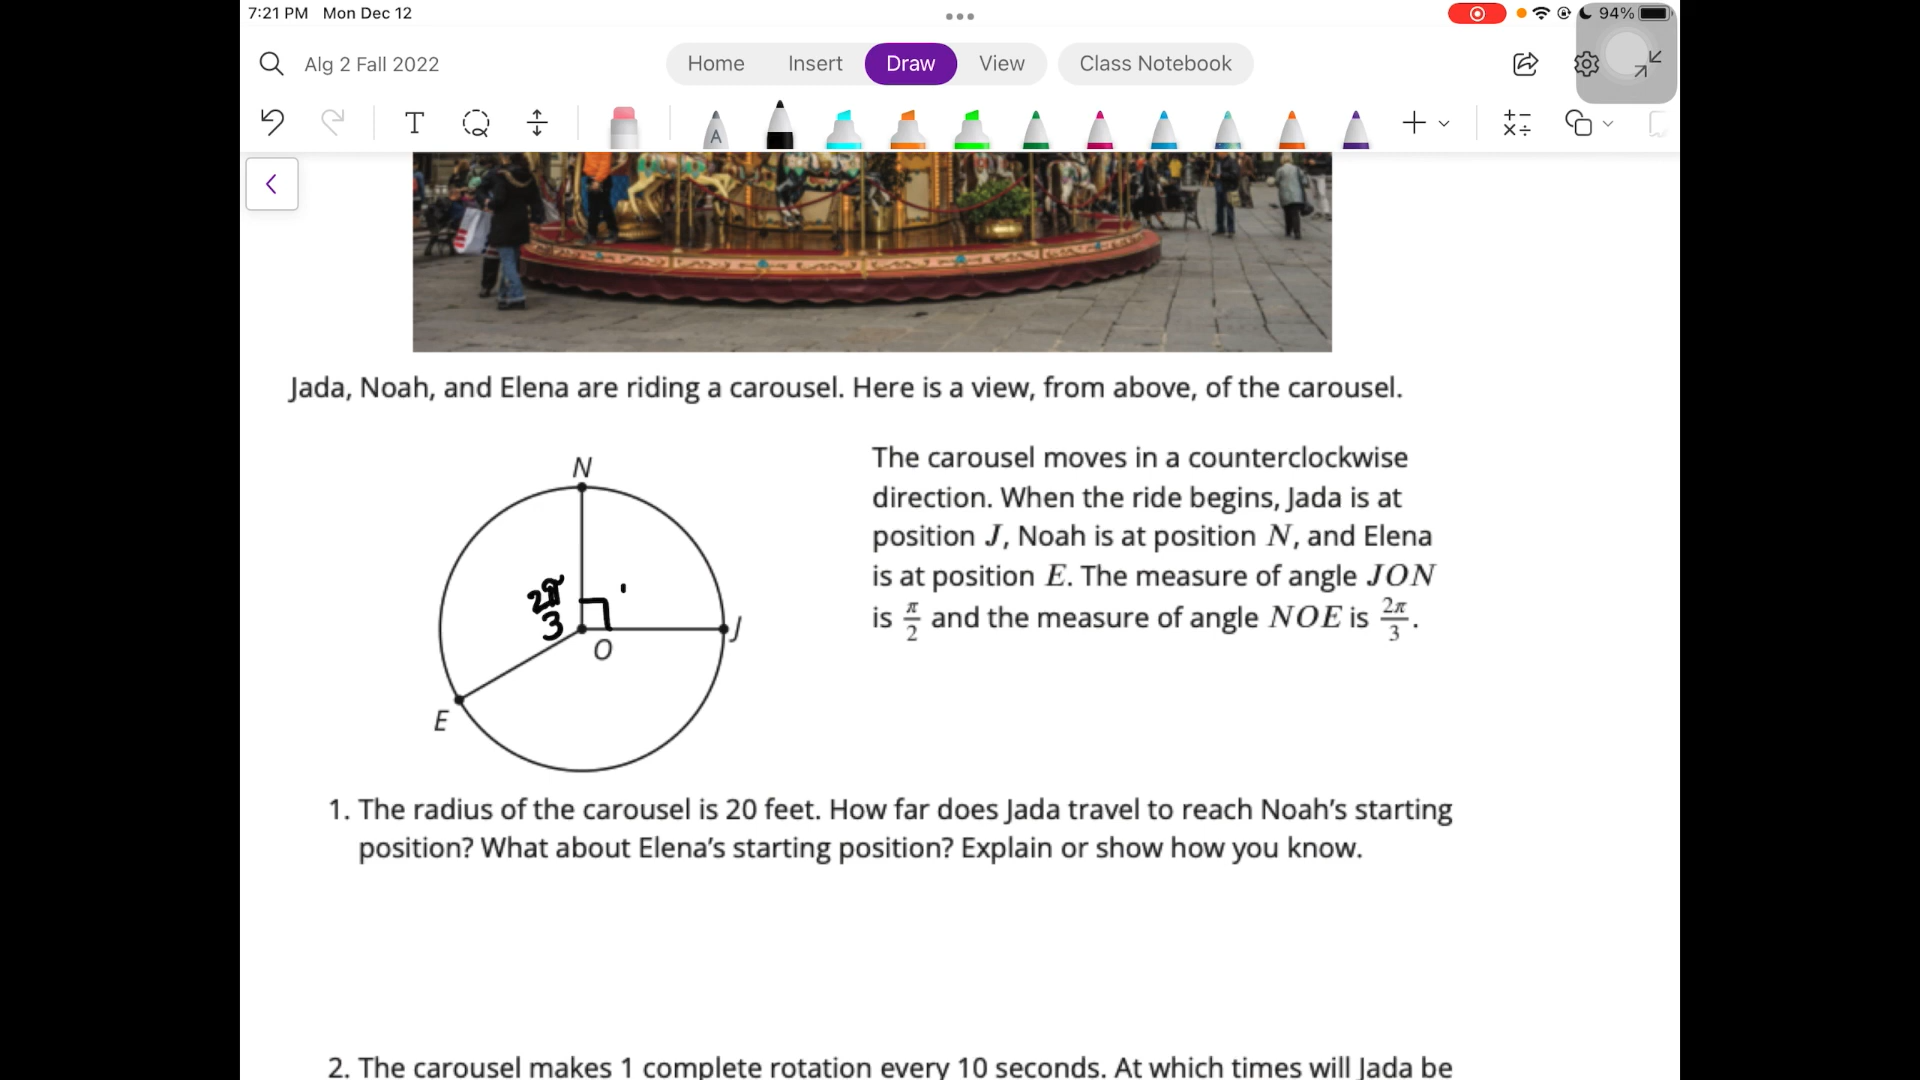 7:21 PM Mon Dec 12
94%
Alg 2 Fall 2022
Home Insert Draw View Class Notebook
T
A
Jada, Noah, and Elena are riding a carousel. Here is a view, from above, of the carousel.
N
2π
3
O
J
E
The carousel moves in a counterclockwise
direction. When the ride begins, Jada is at
position J, Noah is at position N, and Elena
is at position E. The measure of angle JON
is π/2 and the measure of angle NOE is 2π/3.
1. The radius of the carousel is 20 feet. How far does Jada travel to reach Noah's starting
position? What about Elena's starting position? Explain or show how you know.
2. The carousel makes 1 complete rotation every 10 seconds. At which times will Jada be